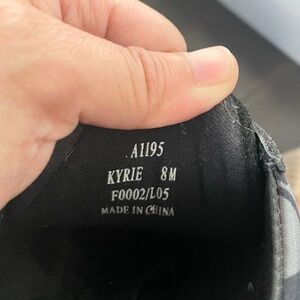 A1195
KYRIE 8M
F0002/L05
MADE IN CHINA